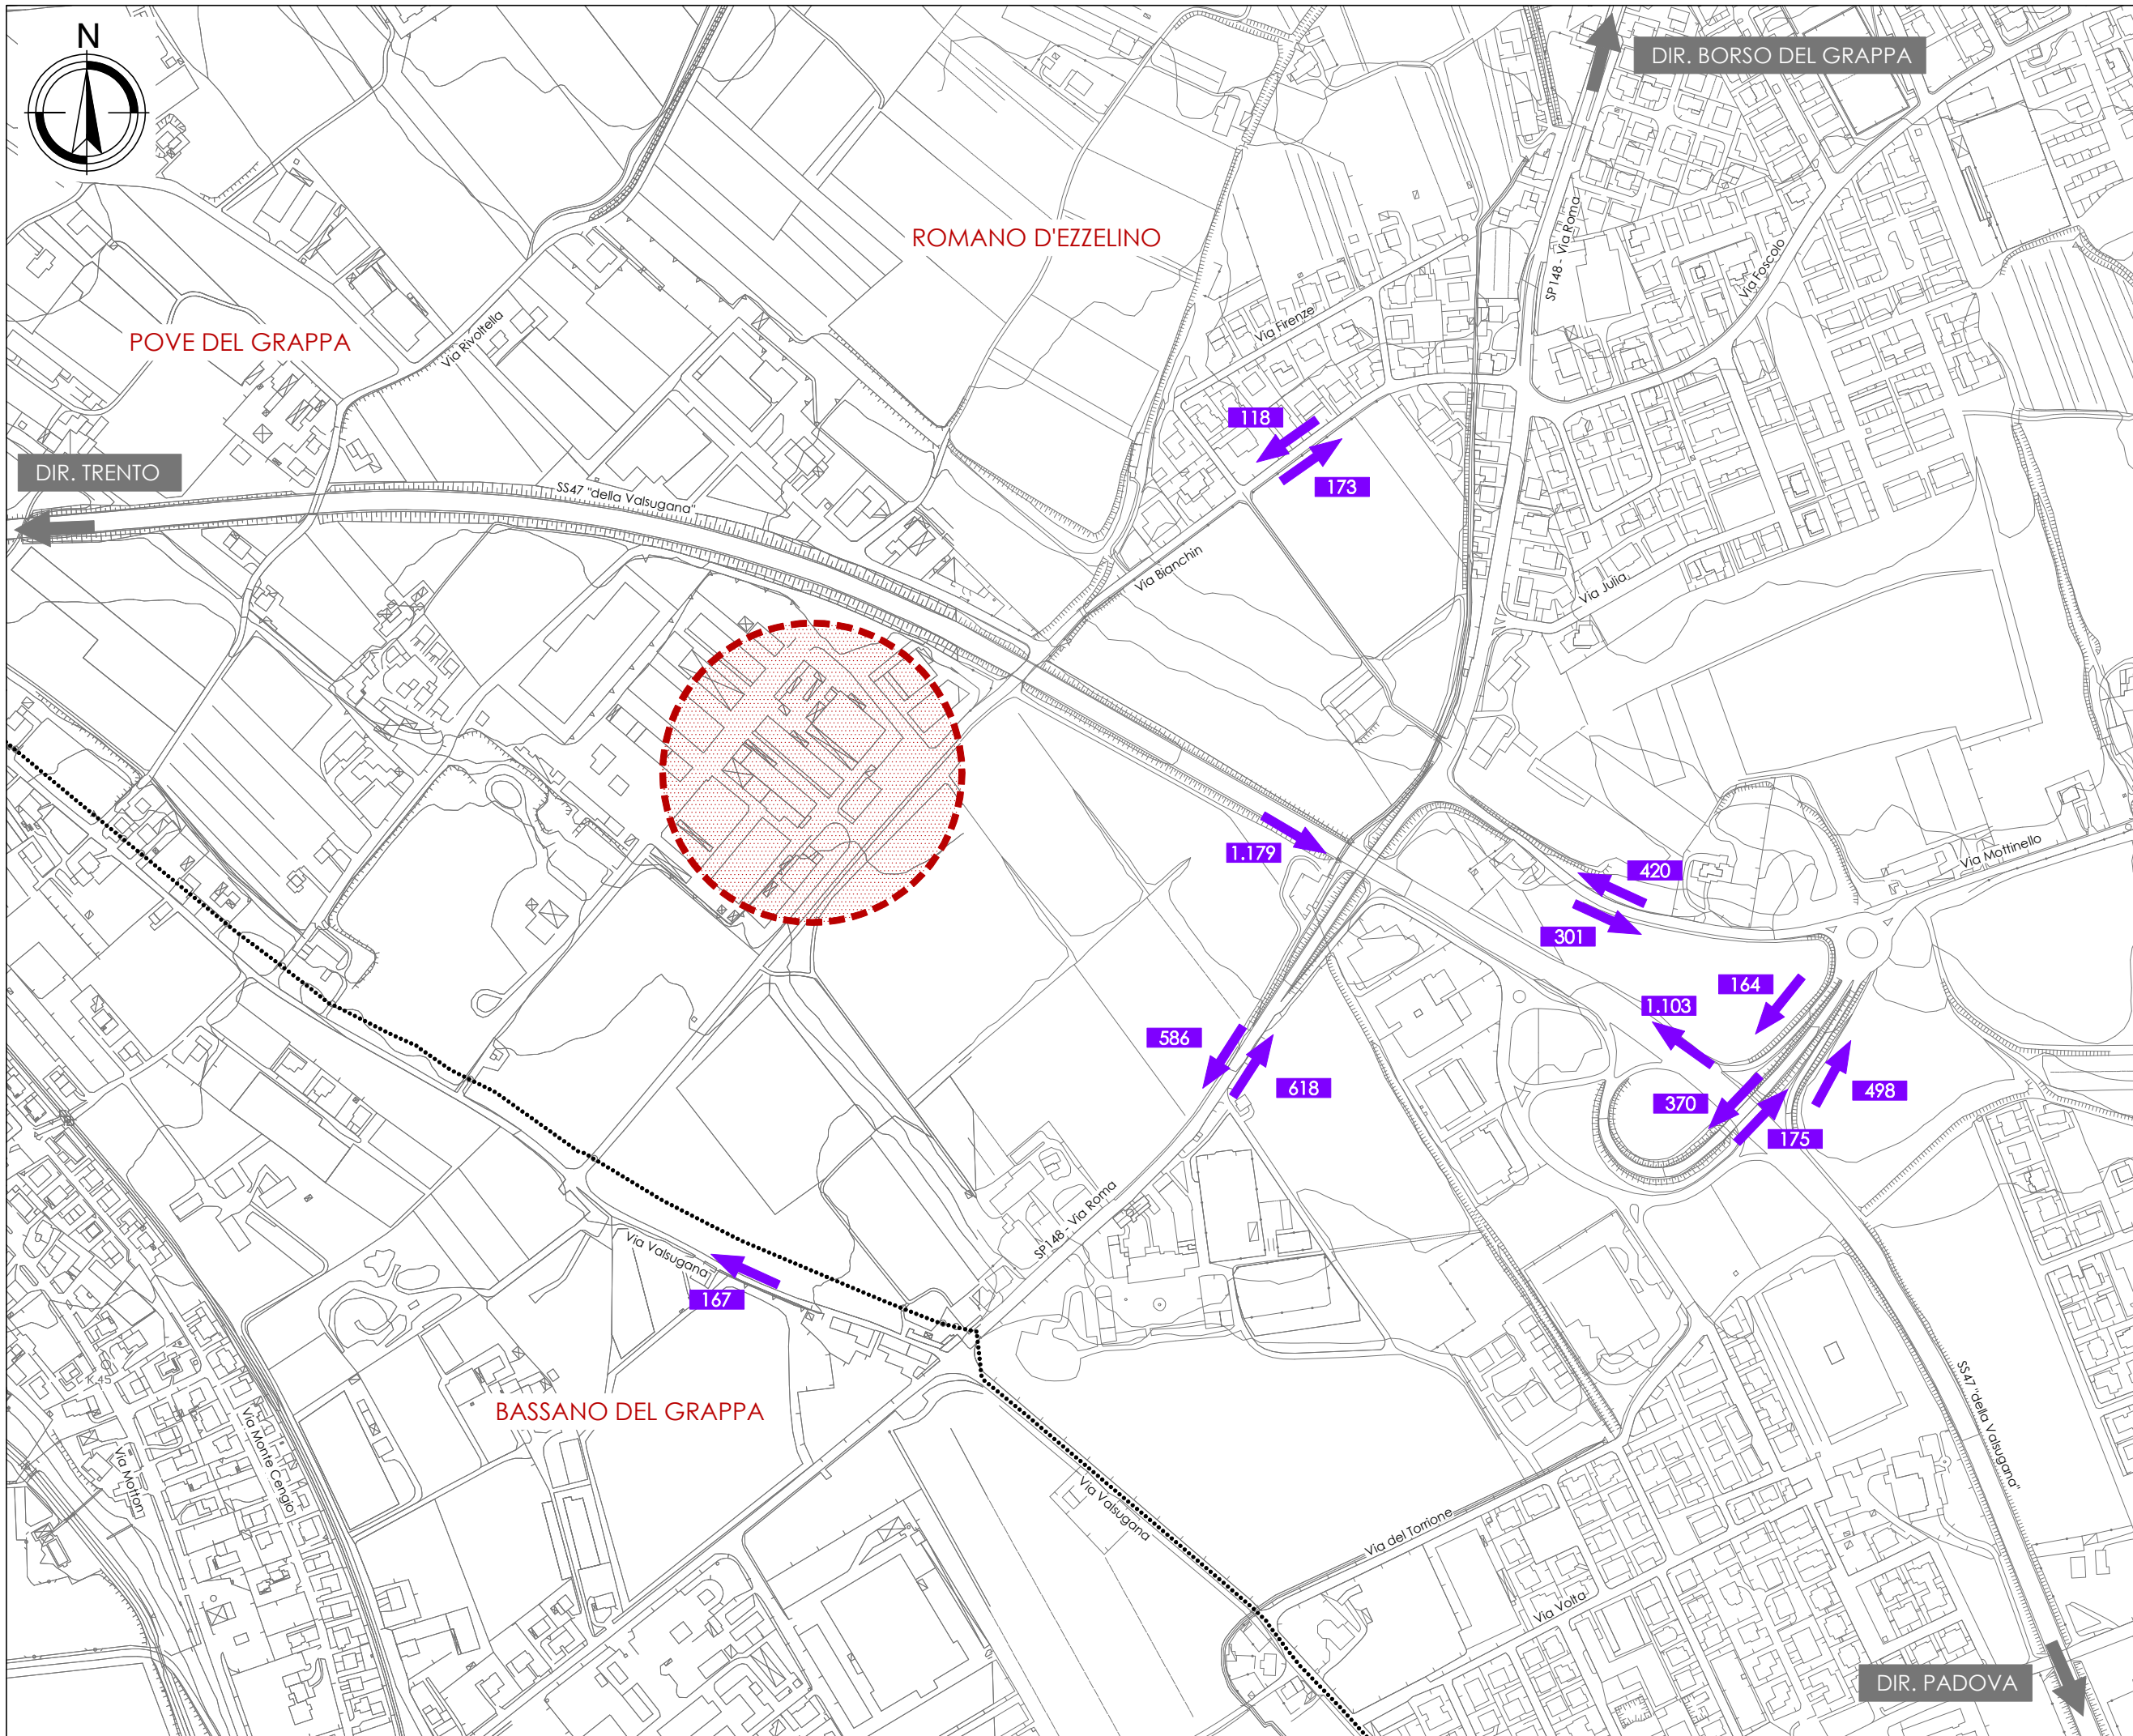 N
DIR. BORSO DEL GRAPPA
ROMANO D'EZZELINO
SP148 - Via Roma
Via Foscolo
Via Firenze
POVE DEL GRAPPA
Via Rivoltella
118
173
DIR. TRENTO
SS47 "della Valsugana"
Via Bianchin
Via Julia
1.179
420
Via Mottinello
301
164
1.103
586
618
370
498
175
SP148 - Via Roma
Via Valsugana
167
K 45
BASSANO DEL GRAPPA
Via Motton
Via Monte Cengio
SS47 "della Valsugana"
Via Valsugana
Via del Torrione
Via Volta
DIR. PADOVA